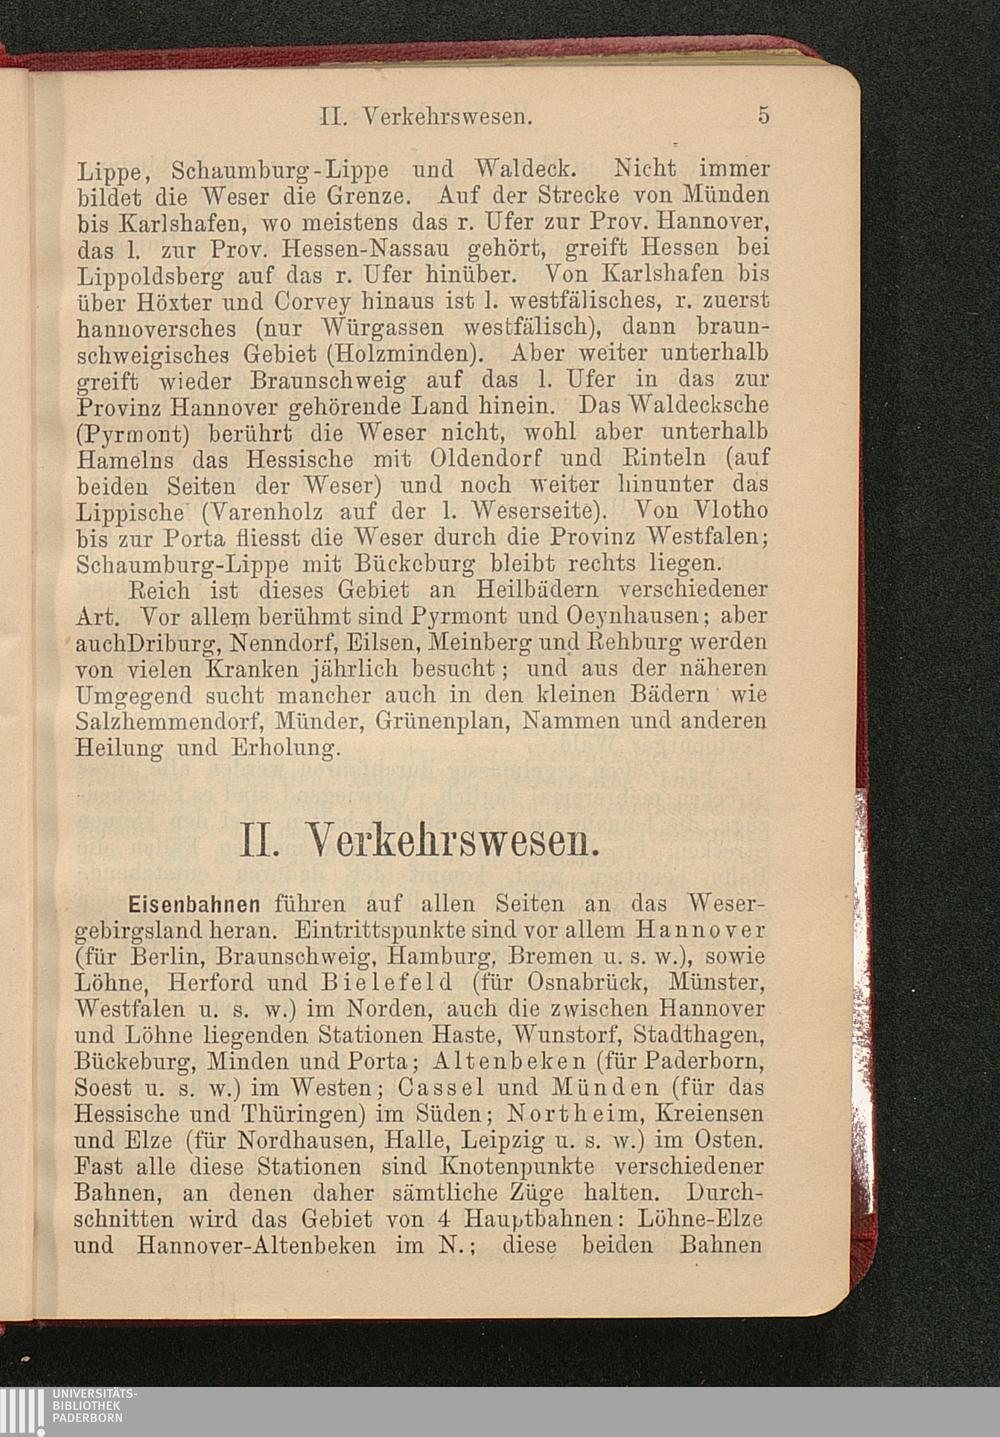 II. Verkehrswesen. 5
Lippe, Schaumburg-Lippe und Waldeck. Nicht immer
bildet die Weser die Grenze. Auf der Strecke von Münden
bis Karlshafen, wo meistens das r. Ufer zur Prov. Hannover,
das l. zur Prov. Hessen-Nassau gehört, greift Hessen bei
Lippoldsberg auf das r. Ufer hinüber. Von Karlshafen bis
über Höxter und Corvey hinaus ist l. westfälisches, r. zuerst
hannoversches (nur Würgassen westfälisch), dann braun-
schweigisches Gebiet (Holzminden). Aber weiter unterhalb
greift wieder Braunschweig auf das l. Ufer in das zur
Provinz Hannover gehörende Land hinein. Das Waldecksche
(Pyrmont) berührt die Weser nicht, wohl aber unterhalb
Hamelns das Hessische mit Oldendorf und Rinteln (auf
beiden Seiten der Weser) und noch weiter hinunter das
Lippische (Varenholz auf der l. Weserseite). Von Vlotho
bis zur Porta fliesst die Weser durch die Provinz Westfalen;
Schaumburg-Lippe mit Bückeburg bleibt rechts liegen.
Reich ist dieses Gebiet an Heilbädern verschiedener
Art. Vor allem berühmt sind Pyrmont und Oeynhausen; aber
auchDriburg, Nenndorf, Eilsen, Meinberg und Rehburg werden
von vielen Kranken jährlich besucht; und aus der näheren
Umgegend sucht mancher auch in den kleinen Bädern wie
Salzhemmendorf, Münder, Grünenplan, Nammen und anderen
Heilung und Erholung.
II. Verkehrswesen.
Eisenbahnen führen auf allen Seiten an das Weser-
gebirgsland heran. Eintrittspunkte sind vor allem Hannover
(für Berlin, Braunschweig, Hamburg, Bremen u. s. w.), sowie
Löhne, Herford und Bielefeld (für Osnabrück, Münster,
Westfalen u. s. w.) im Norden, auch die zwischen Hannover
und Löhne liegenden Stationen Haste, Wunstorf, Stadthagen,
Bückeburg, Minden und Porta; Altenbeken (für Paderborn,
Soest u. s. w.) im Westen; Cassel und Münden (für das
Hessische und Thüringen) im Süden; Northeim, Kreiensen
und Elze (für Nordhausen, Halle, Leipzig u. s. w.) im Osten.
Fast alle diese Stationen sind Knotenpunkte verschiedener
Bahnen, an denen daher sämtliche Züge halten. Durch-
schnitten wird das Gebiet von 4 Hauptbahnen: Löhne-Elze
und Hannover-Altenbeken im N.; diese beiden Bahnen
UNIVERSITÄTS-
BIBLIOTHEK
PADERBORN